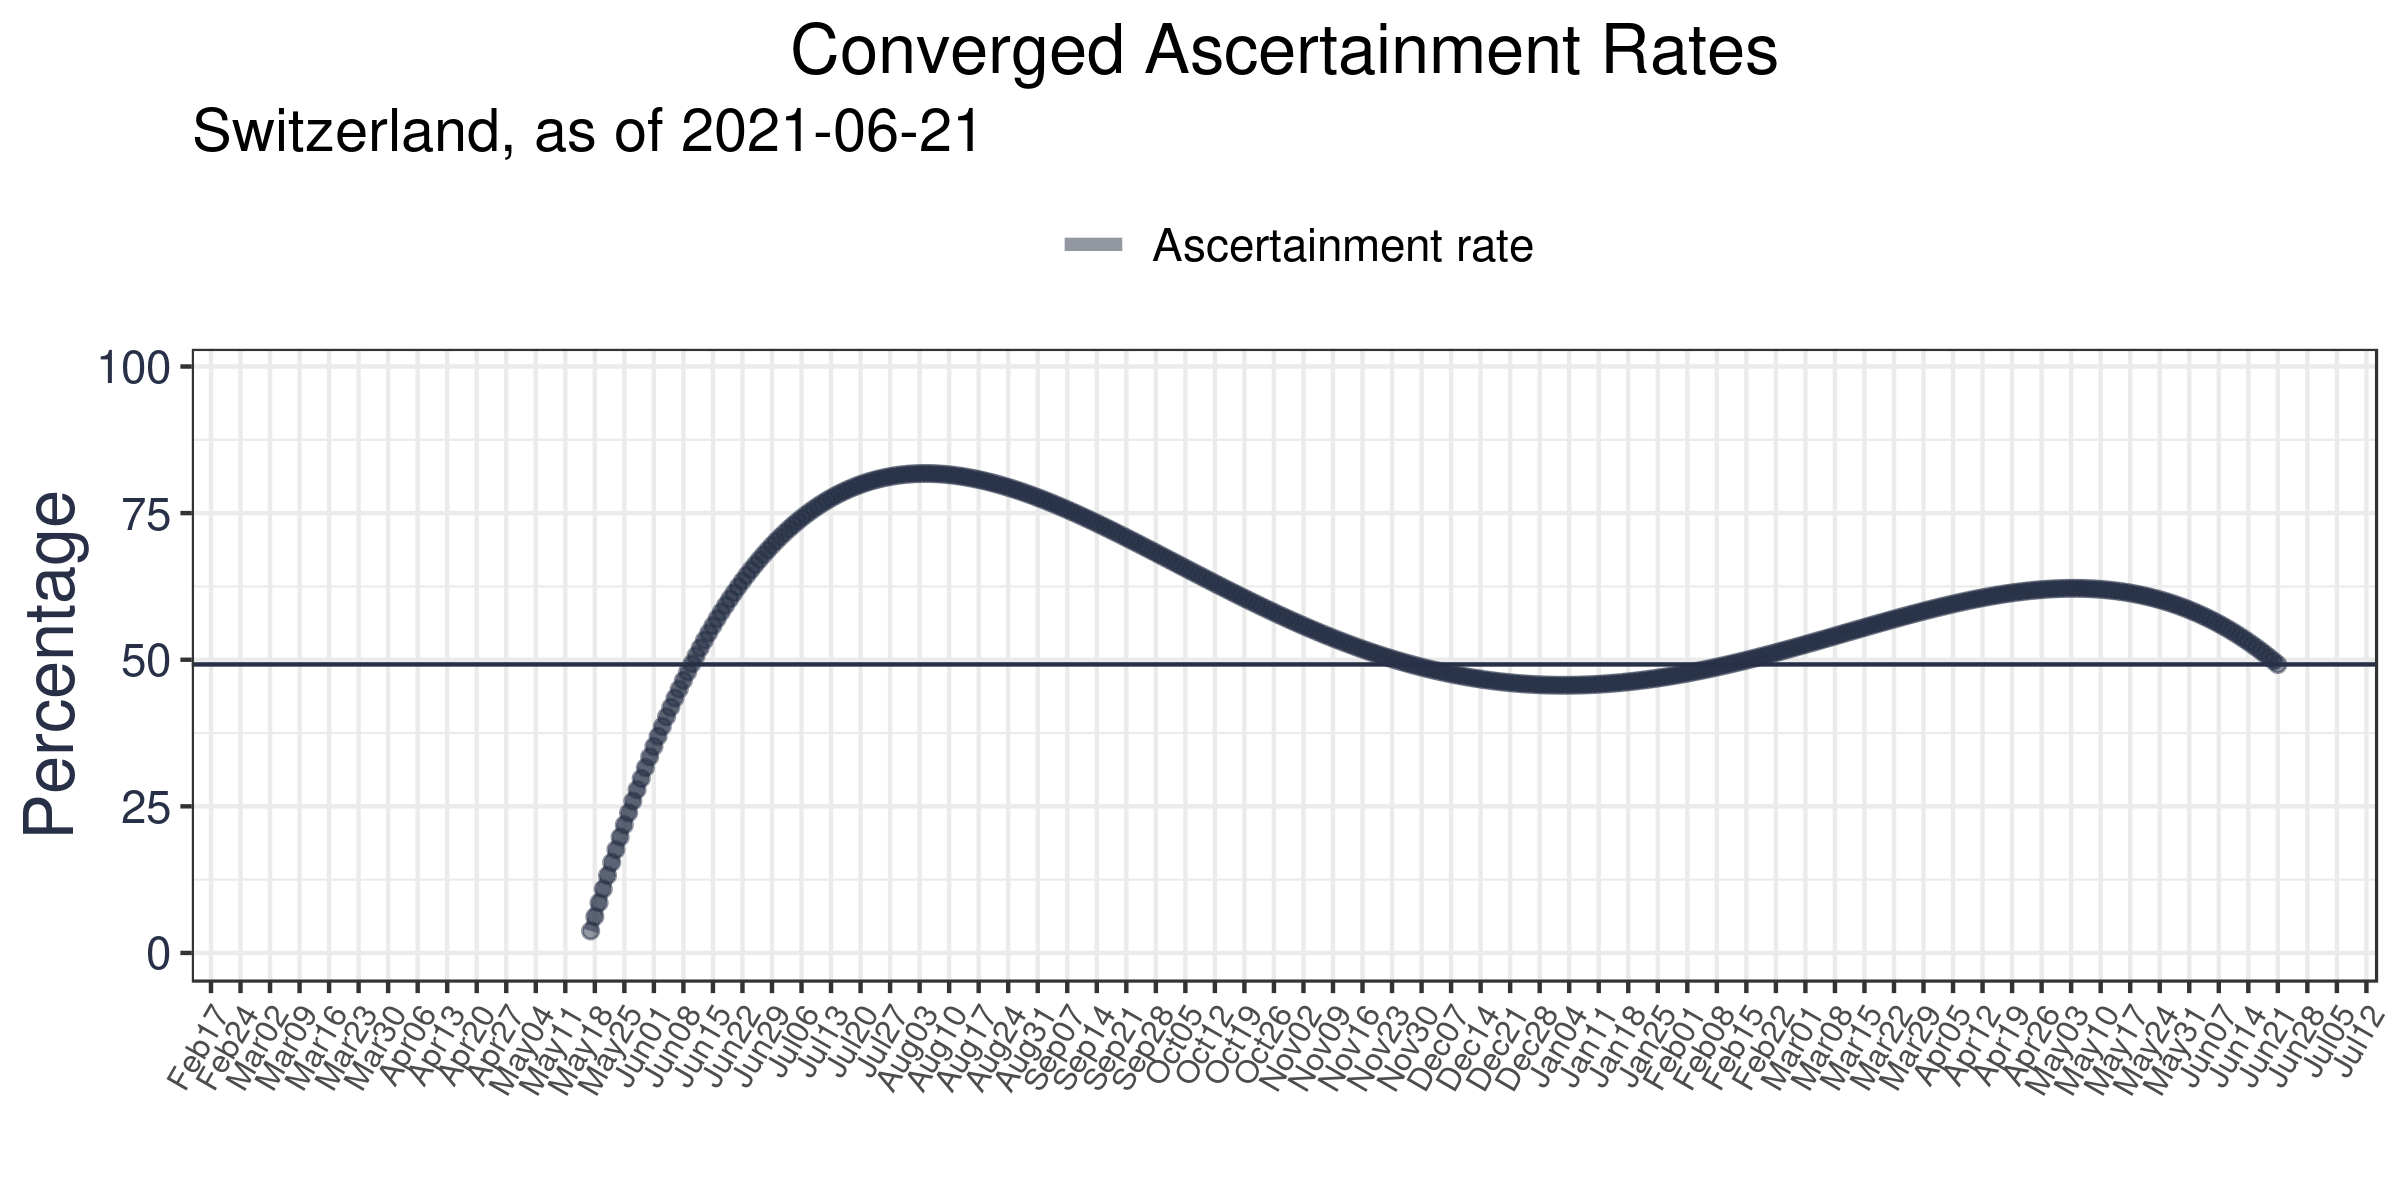 Converged Ascertainment Rates
Switzerland, as of 2021-06-21
Ascertainment rate
Percentage
100
75
50
25
0
Feb17
Feb24
Mar02
Mar09
Mar16
Mar23
Mar30
Apr06
Apr13
Apr20
Apr27
May04
May11
May18
May25
Jun01
Jun08
Jun15
Jun22
Jun29
Jul06
Jul13
Jul20
Jul27
Aug03
Aug10
Aug17
Aug24
Aug31
Sep07
Sep14
Sep21
Sep28
Oct05
Oct12
Oct19
Oct26
Nov02
Nov09
Nov16
Nov23
Nov30
Dec07
Dec14
Dec21
Dec28
Jan04
Jan11
Jan18
Jan25
Feb01
Feb08
Feb15
Feb22
Mar01
Mar08
Mar15
Mar22
Mar29
Apr05
Apr12
Apr19
Apr26
May03
May10
May17
May24
May31
Jun07
Jun14
Jun21
Jun28
Jul05
Jul12